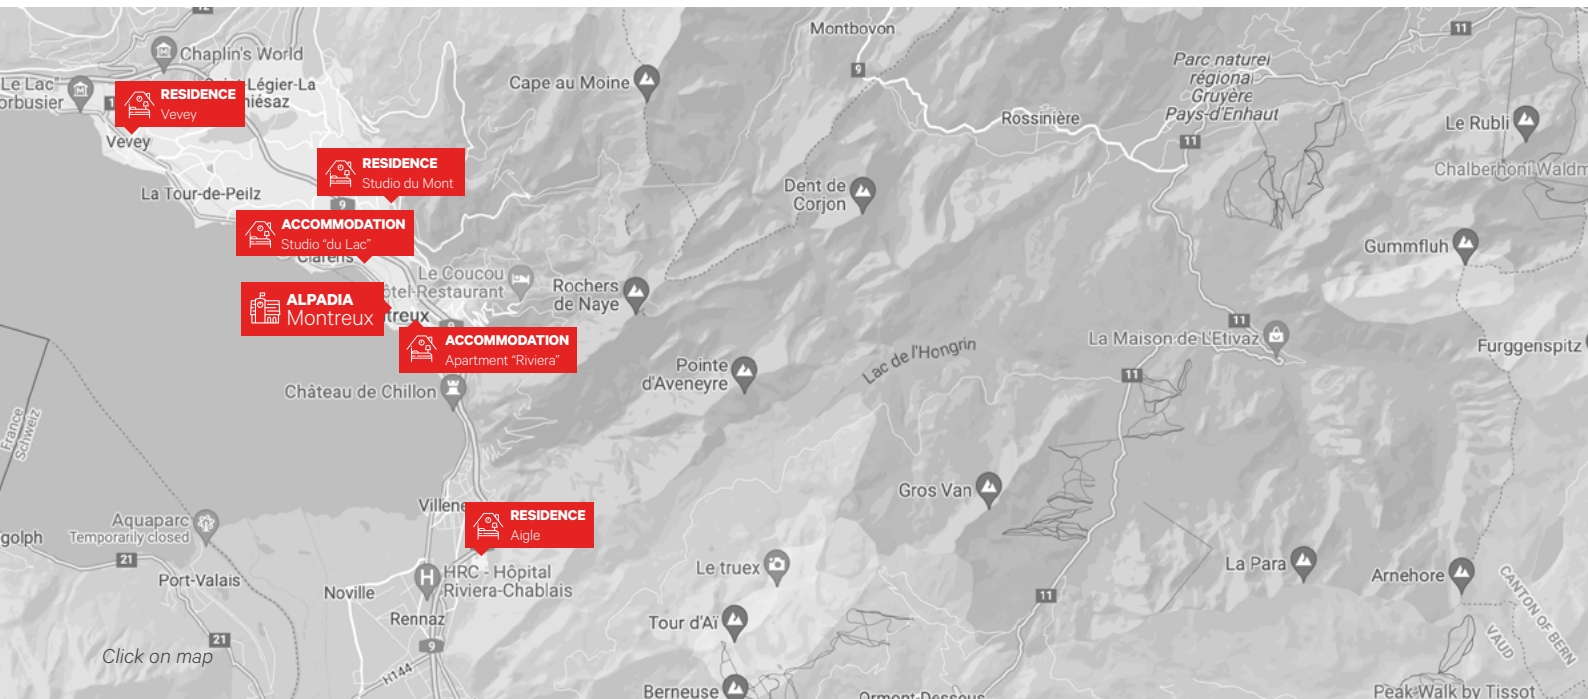 12
Montbovon
11
Chaplin's World
Parc naturel
régional
Gruyère
Pays-d'Enhaut
9
Cape au Moine
Le Lac
orbusier
Légier-La
iésaz
RESIDENCE
Vevey
Vevey
Rossinière
Le Rubli
11
RESIDENCE
Studio du Mont
Chalberhöni Waldm
La Tour-de-Peilz
9
Dent de
Corjon
ACCOMMODATION
Studio “du Lac”
Clarens
Gummfluh
Le Coucou
ôtel-Restaurant
Rochers
de Naye
ALPADIA
Montreux
treux
9
11
La Maison de L'Etivaz
Furggenspitz
ACCOMMODATION
Apartment “Riviera”
Lac de l'Hongrin
Pointe
d'Aveneyre
11
Château de Chillon
France
Schweiz
Gros Van
Villene
RESIDENCE
Aigle
Aquaparc
Temporarily closed
golph
21
Port-Valais
HRC - Hôpital
Riviera-Chablais
Noville
Le truex
La Para
Arnehore
11
CANTON OF BERN
VAUD
Rennaz
Tour d'Aï
21
9
Click on map
H144
Berneuse
Ormont-Dessus
Peak Walk by Tissot